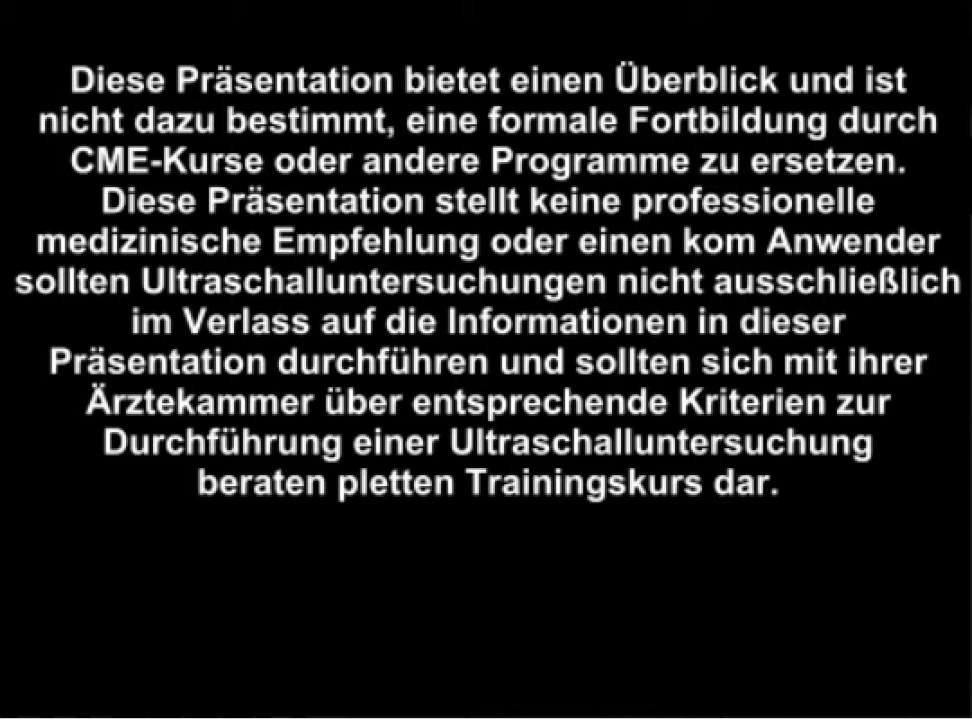 Diese Präsentation bietet einen Überblick und ist
nicht dazu bestimmt, eine formale Fortbildung durch
CME-Kurse oder andere Programme zu ersetzen.
Diese Präsentation stellt keine professionelle
medizinische Empfehlung oder einen kom Anwender
sollten Ultraschalluntersuchungen nicht ausschließlich
im Verlass auf die Informationen in dieser
Präsentation durchführen und sollten sich mit ihrer
Ärztekammer über entsprechende Kriterien zur
Durchführung einer Ultraschalluntersuchung
beraten pletten Trainingskurs dar.